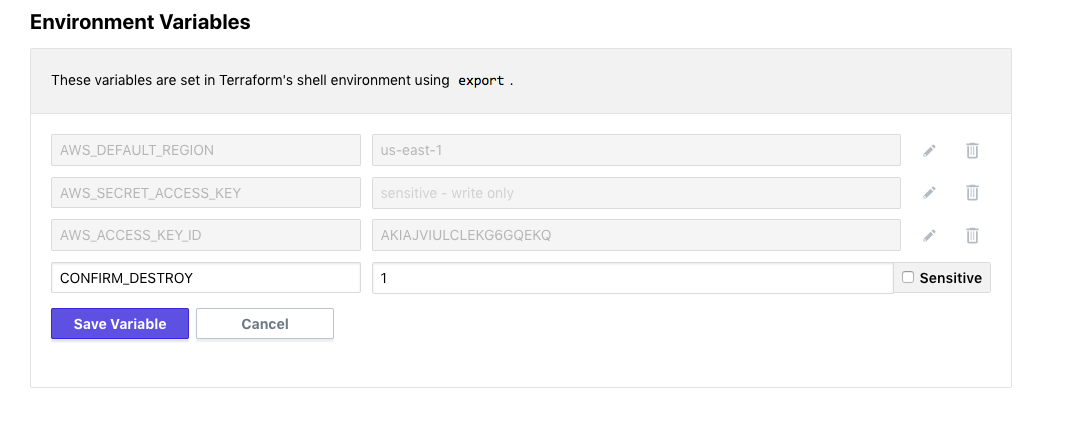 Environment Variables
These variables are set in Terraform's shell environment using export .
AWS_DEFAULT_REGION us-east-1
AWS_SECRET_ACCESS_KEY sensitive - write only
AWS_ACCESS_KEY_ID AKIAJVIULCLEKG6GQEKQ
CONFIRM_DESTROY 1 Sensitive
Save Variable Cancel